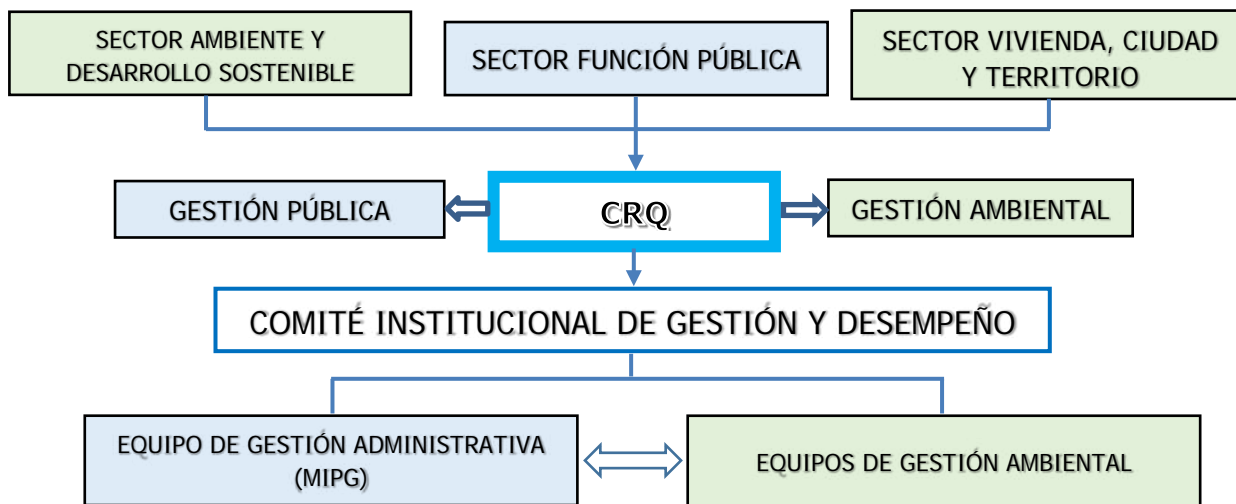 SECTOR AMBIENTE Y
DESARROLLO SOSTENIBLE
SECTOR FUNCIÓN PÚBLICA
SECTOR VIVIENDA, CIUDAD
Y TERRITORIO
GESTIÓN PÚBLICA
CRQ
GESTIÓN AMBIENTAL
COMITÉ INSTITUCIONAL DE GESTIÓN Y DESEMPEÑO
EQUIPO DE GESTIÓN ADMINISTRATIVA
(MIPG)
EQUIPOS DE GESTIÓN AMBIENTAL